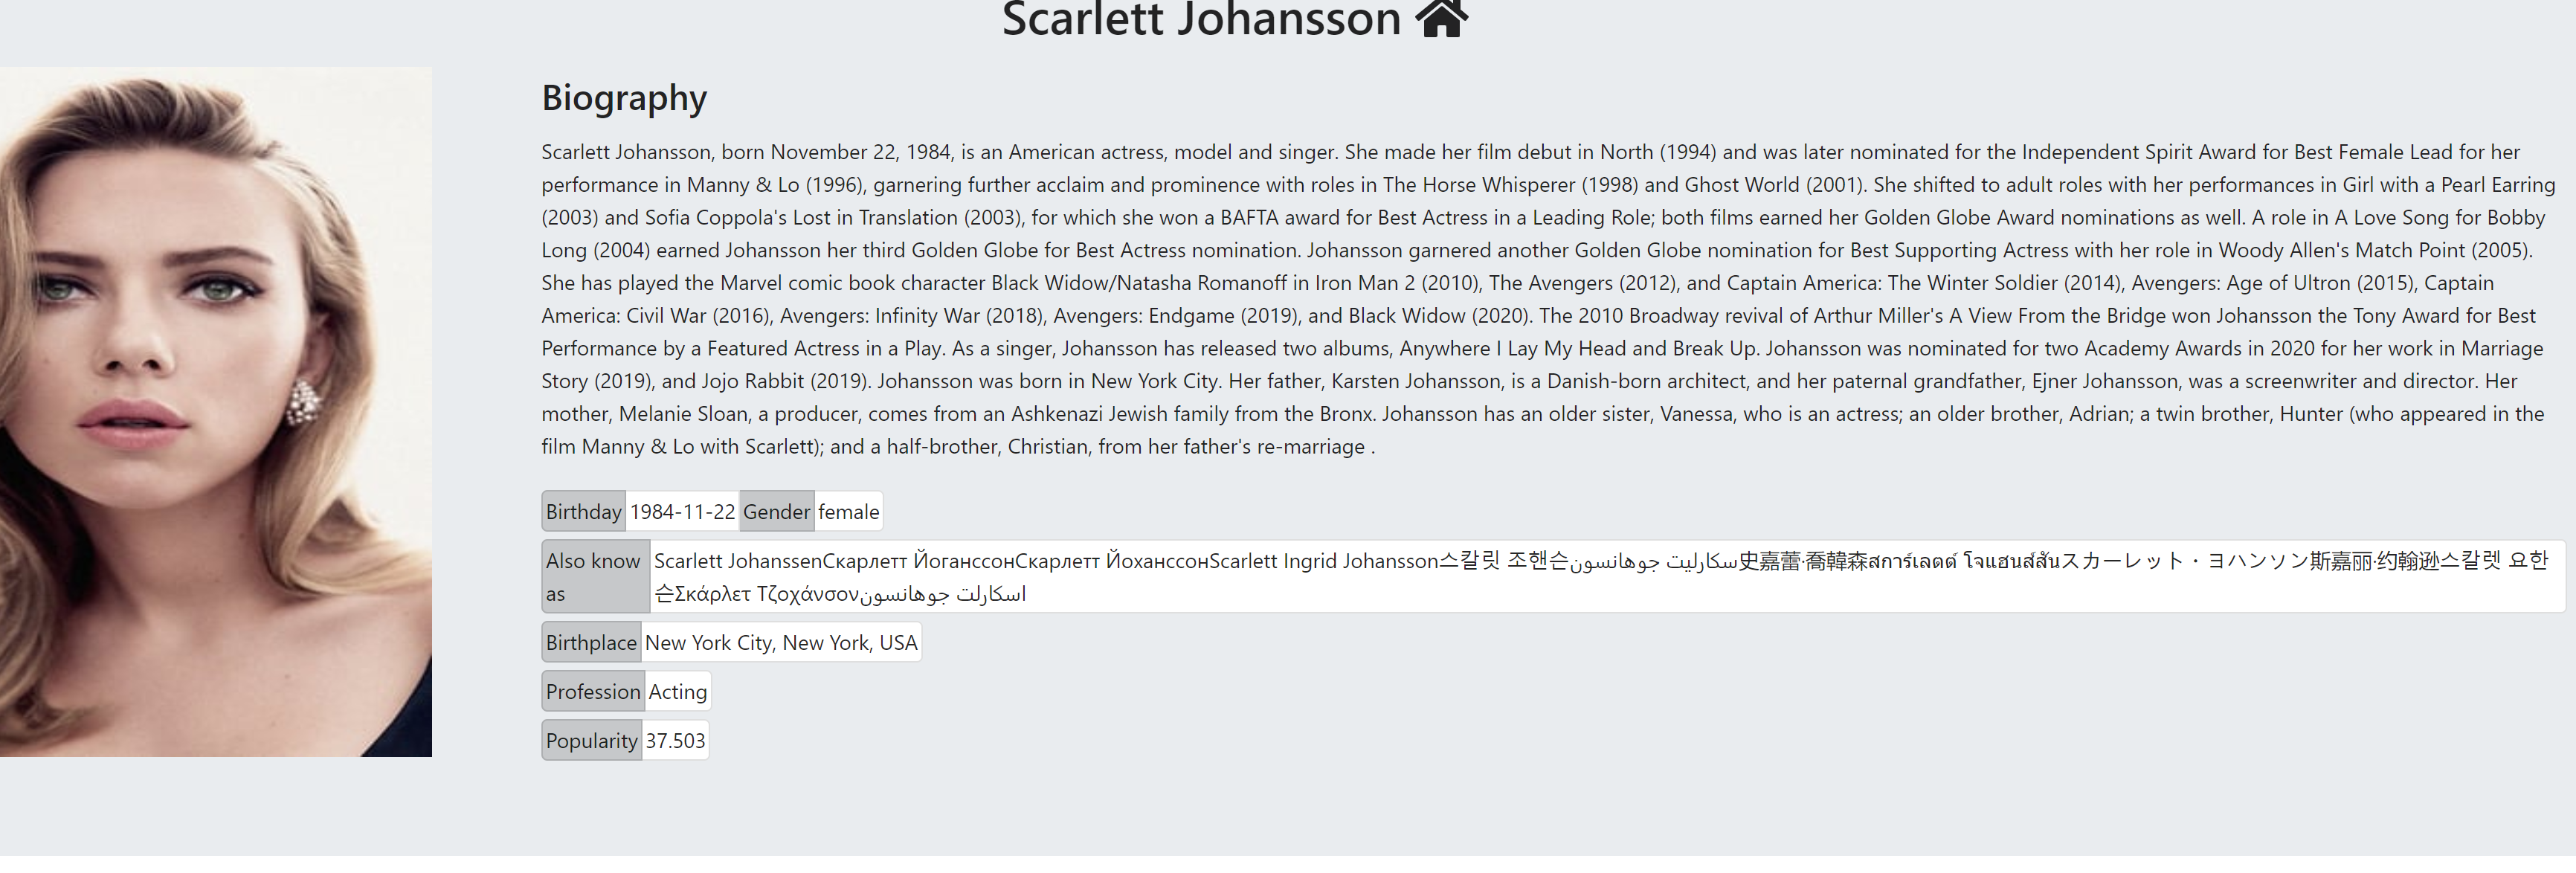 Scarlett Johansson
Biography
Scarlett Johansson, born November 22, 1984, is an American actress, model and singer. She made her film debut in North (1994) and was later nominated for the Independent Spirit Award for Best Female Lead for her
performance in Manny & Lo (1996), garnering further acclaim and prominence with roles in The Horse Whisperer (1998) and Ghost World (2001). She shifted to adult roles with her performances in Girl with a Pearl Earring
(2003) and Sofia Coppola's Lost in Translation (2003), for which she won a BAFTA award for Best Actress in a Leading Role; both films earned her Golden Globe Award nominations as well. A role in A Love Song for Bobby
Long (2004) earned Johansson her third Golden Globe for Best Actress nomination. Johansson garnered another Golden Globe nomination for Best Supporting Actress with her role in Woody Allen's Match Point (2005).
She has played the Marvel comic book character Black Widow/Natasha Romanoff in Iron Man 2 (2010), The Avengers (2012), and Captain America: The Winter Soldier (2014), Avengers: Age of Ultron (2015), Captain
America: Civil War (2016), Avengers: Infinity War (2018), Avengers: Endgame (2019), and Black Widow (2020). The 2010 Broadway revival of Arthur Miller's A View From the Bridge won Johansson the Tony Award for Best
Performance by a Featured Actress in a Play. As a singer, Johansson has released two albums, Anywhere I Lay My Head and Break Up. Johansson was nominated for two Academy Awards in 2020 for her work in Marriage
Story (2019), and Jojo Rabbit (2019). Johansson was born in New York City. Her father, Karsten Johansson, is a Danish-born architect, and her paternal grandfather, Ejner Johansson, was a screenwriter and director. Her
mother, Melanie Sloan, a producer, comes from an Ashkenazi Jewish family from the Bronx. Johansson has an older sister, Vanessa, who is an actress; an older brother, Adrian; a twin brother, Hunter (who appeared in the
film Manny & Lo with Scarlett); and a half-brother, Christian, from her father's re-marriage .
Birthday 1984-11-22 Gender female
Also know as
Scarlett JohanssenСкарлетт ЙоганссонСкарлетт ЙоханссонScarlett Ingrid Johansson스칼릿 조핸슨سكارليت جوهانسون史嘉蕾·喬韓森สการ์เลตต์ โจแฮนส์สันスカーレット・ヨハンソン斯嘉丽·约翰逊스칼렛 요한
슨Σκάρλετ Τζοχάνσονاسکارلت جوهانسون
Birthplace New York City, New York, USA
Profession Acting
Popularity 37.503